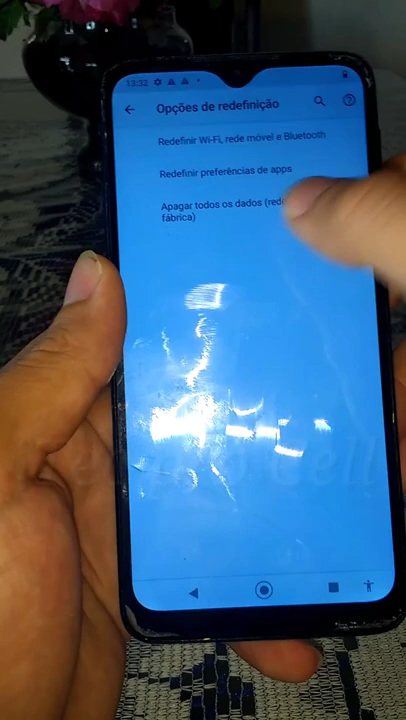 13:32
Opções de redefinição
Redefinir Wi-Fi, rede móvel e Bluetooth
Redefinir preferências de apps
Apagar todos os dados
fábrica)
Cell